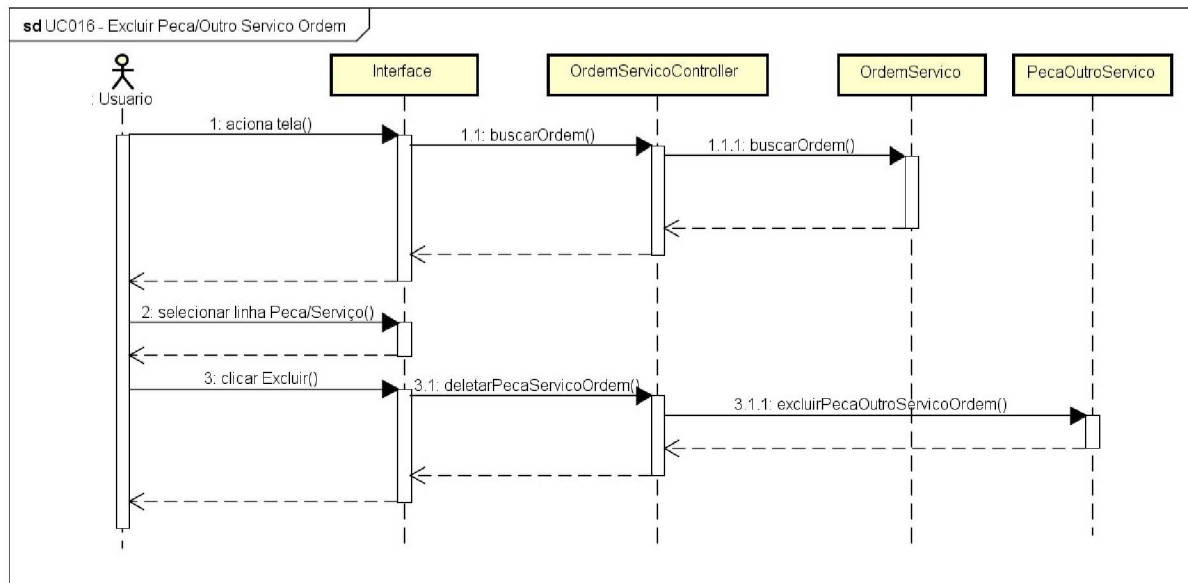 sd UC016 - Excluir Peca/Outro Servico Ordem
: Usuario
Interface
OrdemServicoController
OrdemServico
PecaOutroServico
1: aciona tela()
1.1: buscarOrdem()
1.1.1: buscarOrdem()
2: selecionar linha Peca/Serviço()
3: clicar Excluir()
3.1: deletarPecaServicoOrdem()
3.1.1: excluirPecaOutroServicoOrdem()